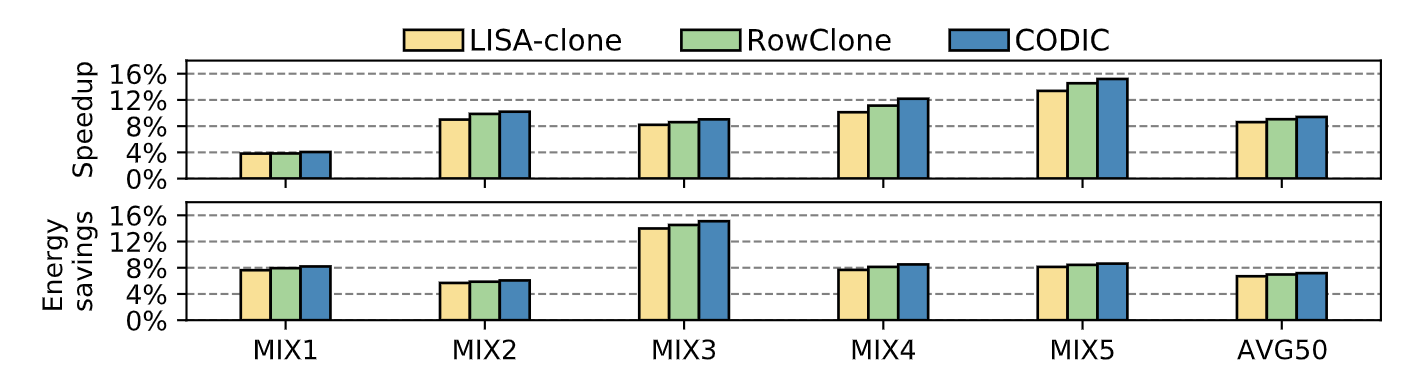 LISA-clone RowClone CODIC
Speedup
16%
12%
8%
4%
0%
Energy
savings
16%
12%
8%
4%
0%
MIX1 MIX2 MIX3 MIX4 MIX5 AVG50